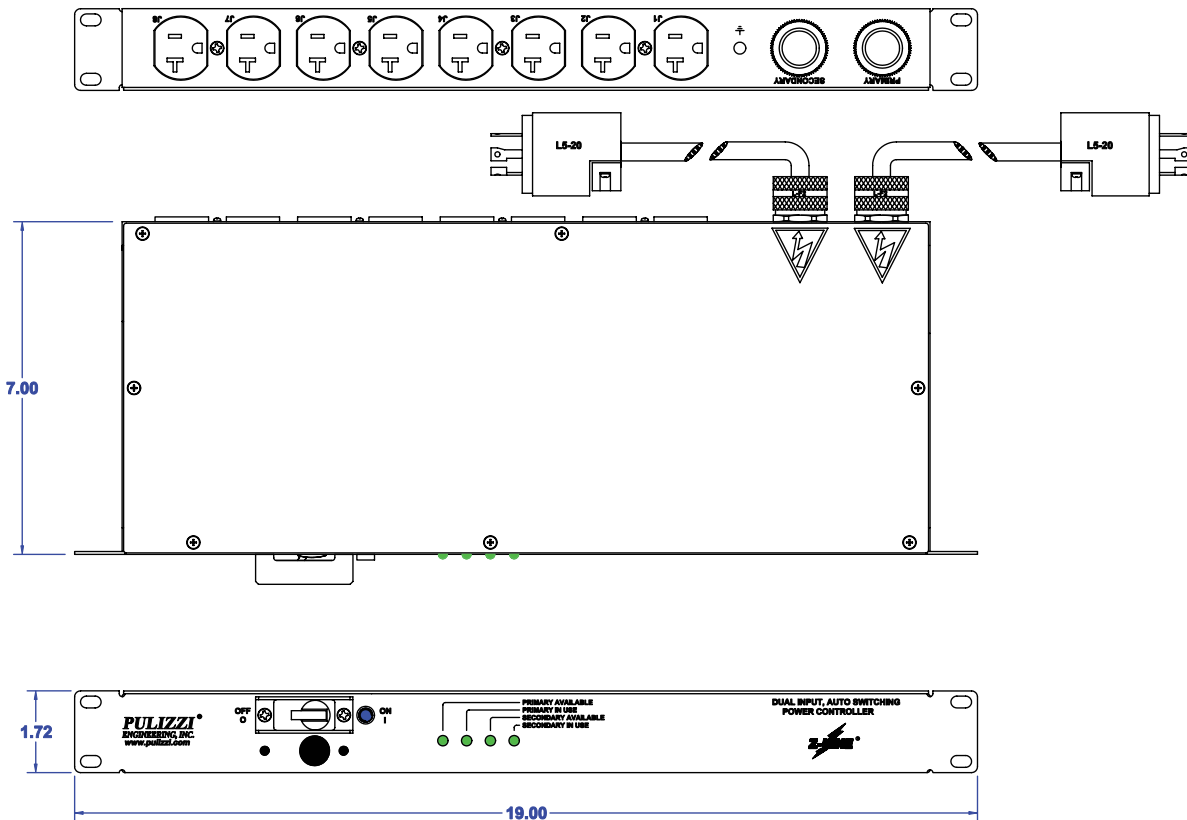 J8 J7 J6 J5 J4 J3 J2 J1
SECONDARY
PRIMARY
L5-20
L5-20
7.00
1.72
PULIZZI®
ENGINEERING, INC.
www.pulizzi.com
OFF
O
ON
I
PRIMARY AVAILABLE
PRIMARY IN USE
SECONDARY AVAILABLE
SECONDARY IN USE
DUAL INPUT, AUTO SWITCHING
POWER CONTROLLER
Z-LINE®
19.00